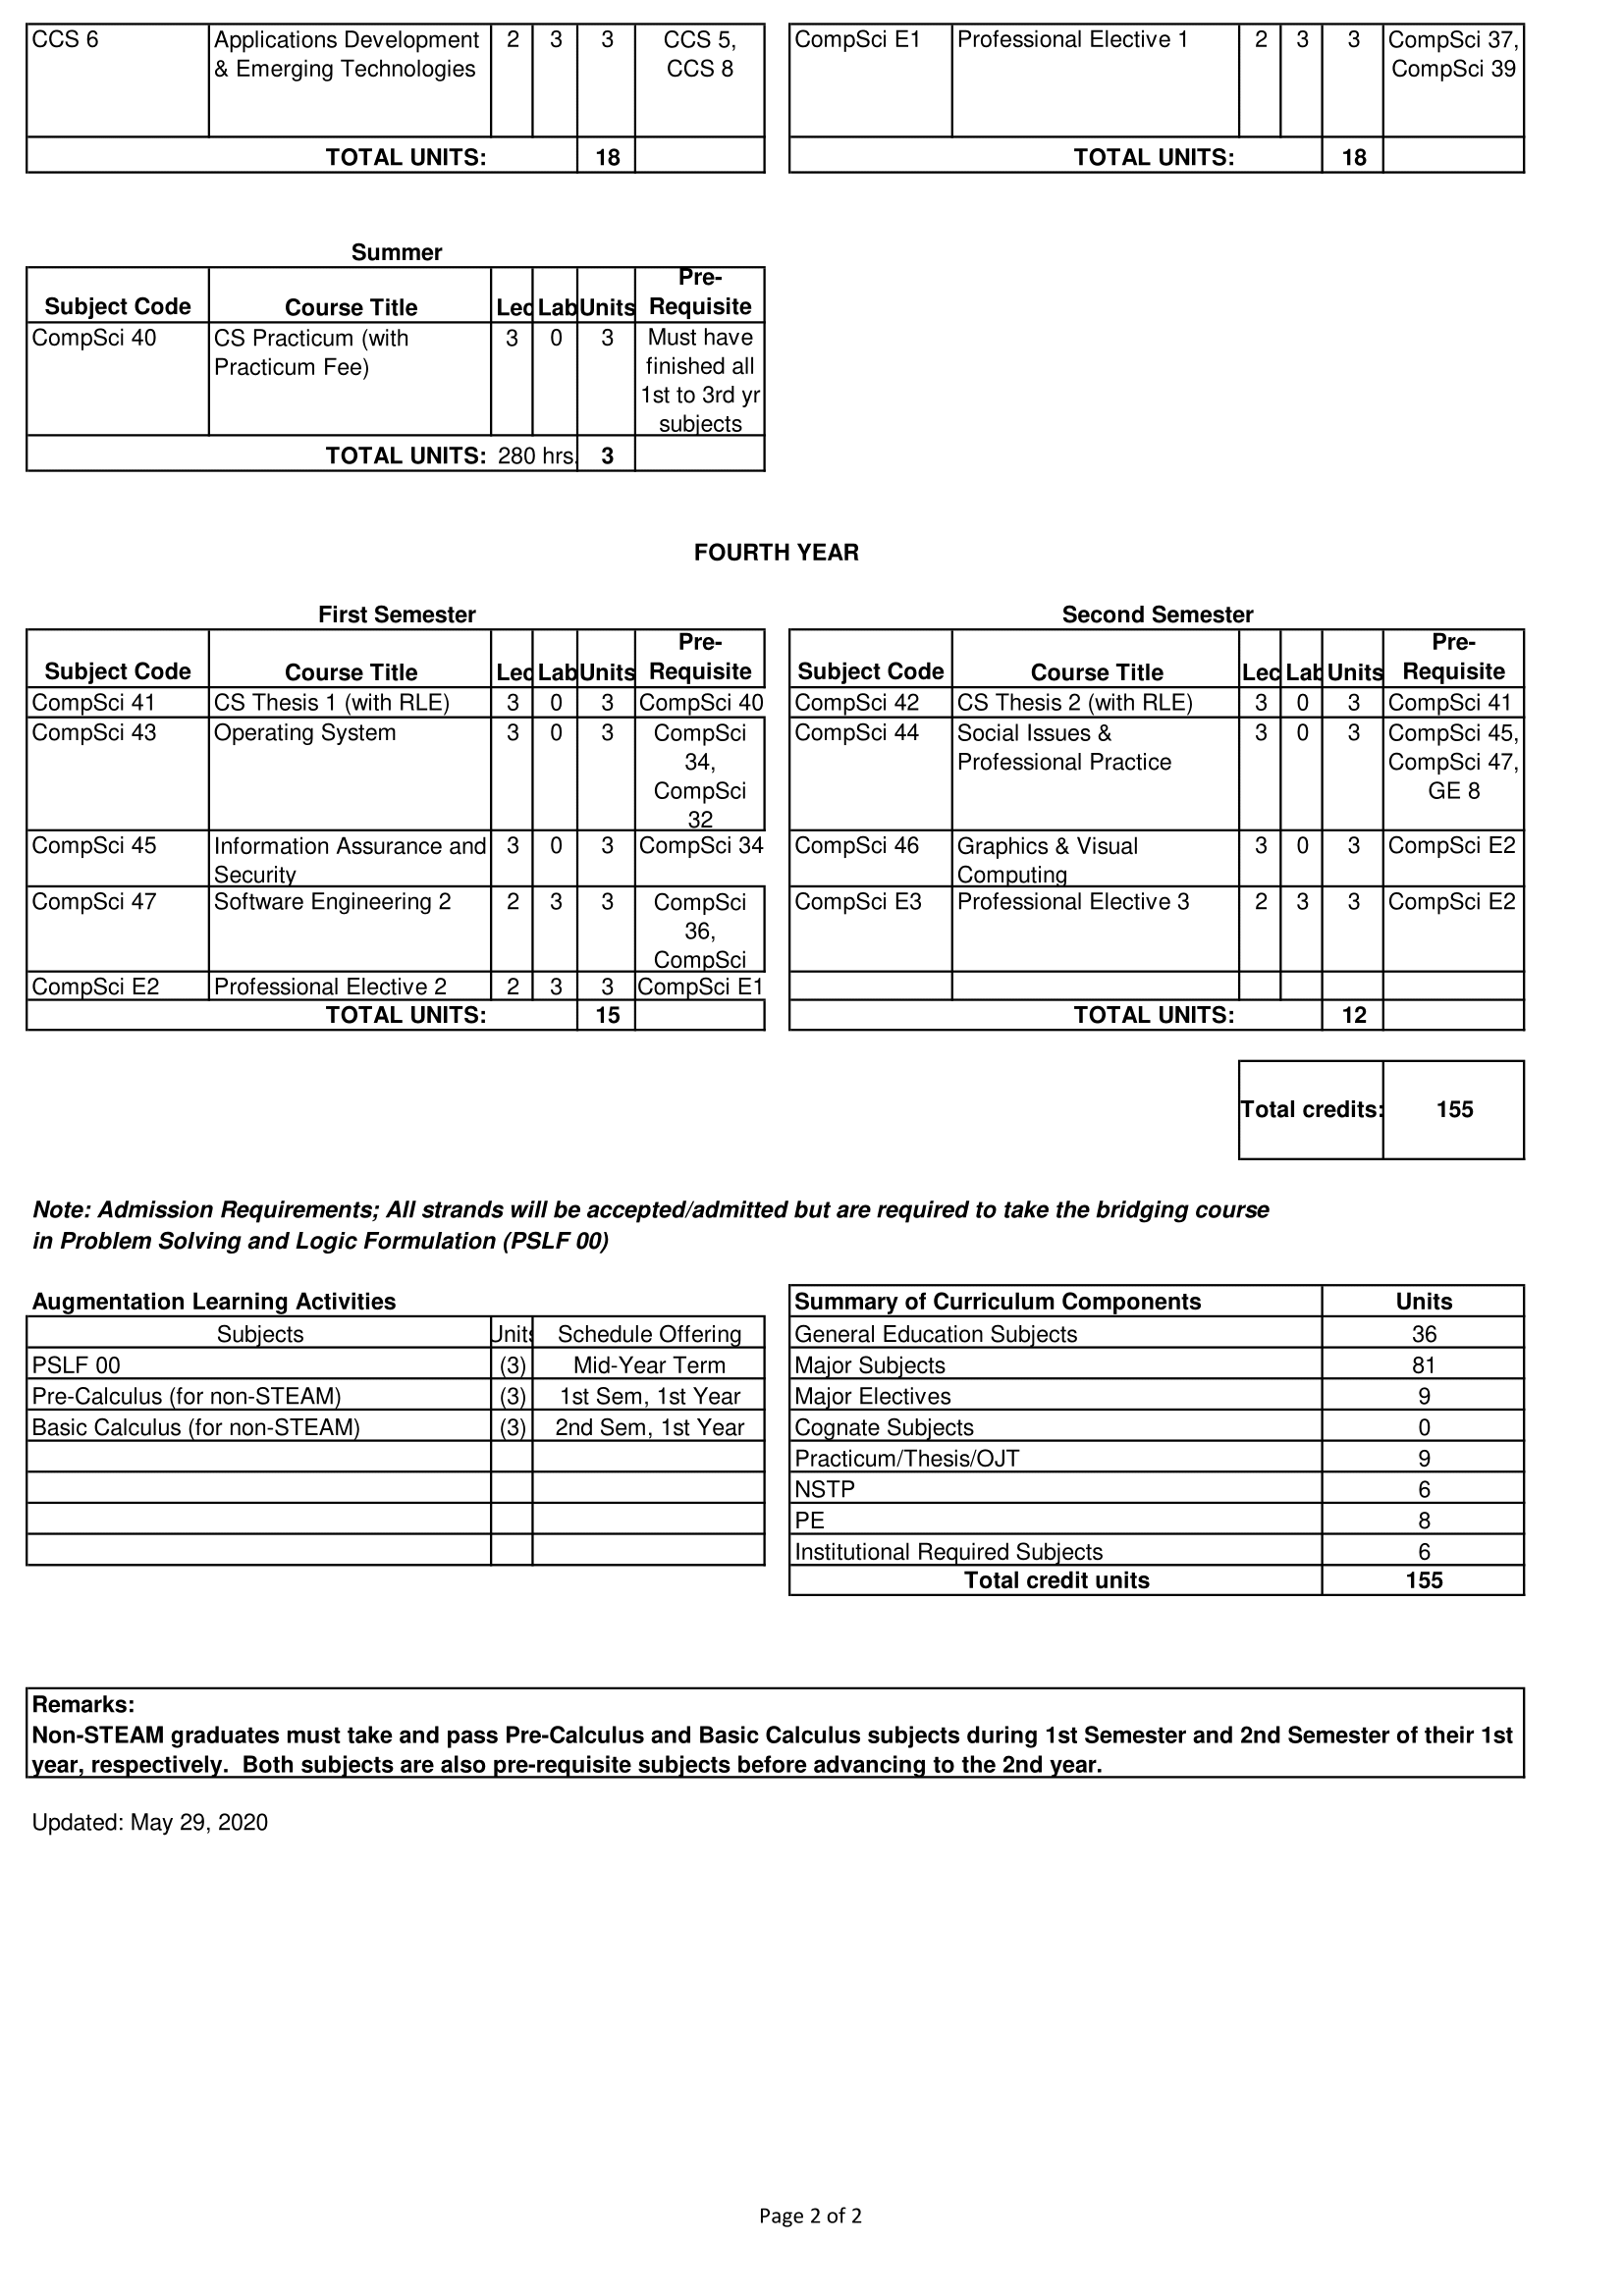 CCS 6 Applications Development 2 3 3 CCS 5,
& Emerging Technologies CCS 8
TOTAL UNITS: 18
CompSci E1 Professional Elective 1 2 3 3 CompSci 37,
CompSci 39
TOTAL UNITS: 18
Summer
Pre-
Subject Code Course Title Lec Lab Units Requisite
CompSci 40 CS Practicum (with 3 0 3 Must have
Practicum Fee) finished all
1st to 3rd yr
subjects
TOTAL UNITS: 280 hrs. 3
FOURTH YEAR
First Semester
Pre-
Subject Code Course Title Lec Lab Units Requisite
CompSci 41 CS Thesis 1 (with RLE) 3 0 3 CompSci 40
CompSci 43 Operating System 3 0 3 CompSci
34,
CompSci
32
CompSci 45 Information Assurance and 3 0 3 CompSci 34
Security
CompSci 47 Software Engineering 2 2 3 3 CompSci
36,
CompSci
CompSci E2 Professional Elective 2 2 3 3 CompSci E1
TOTAL UNITS: 15
Second Semester
Pre-
Subject Code Course Title Lec Lab Units Requisite
CompSci 42 CS Thesis 2 (with RLE) 3 0 3 CompSci 41
CompSci 44 Social Issues & 3 0 3 CompSci 45,
Professional Practice CompSci 47,
GE 8
CompSci 46 Graphics & Visual 3 0 3 CompSci E2
Computing
CompSci E3 Professional Elective 3 2 3 3 CompSci E2
TOTAL UNITS: 12
Total credits: 155
Note: Admission Requirements; All strands will be accepted/admitted but are required to take the bridging course
in Problem Solving and Logic Formulation (PSLF 00)
Augmentation Learning Activities
Subjects Units Schedule Offering
PSLF 00 (3) Mid-Year Term
Pre-Calculus (for non-STEAM) (3) 1st Sem, 1st Year
Basic Calculus (for non-STEAM) (3) 2nd Sem, 1st Year
Summary of Curriculum Components Units
General Education Subjects 36
Major Subjects 81
Major Electives 9
Cognate Subjects 0
Practicum/Thesis/OJT 9
NSTP 6
PE 8
Institutional Required Subjects 6
Total credit units 155
Remarks:
Non-STEAM graduates must take and pass Pre-Calculus and Basic Calculus subjects during 1st Semester and 2nd Semester of their 1st
year, respectively.  Both subjects are also pre-requisite subjects before advancing to the 2nd year.
Updated: May 29, 2020
Page 2 of 2